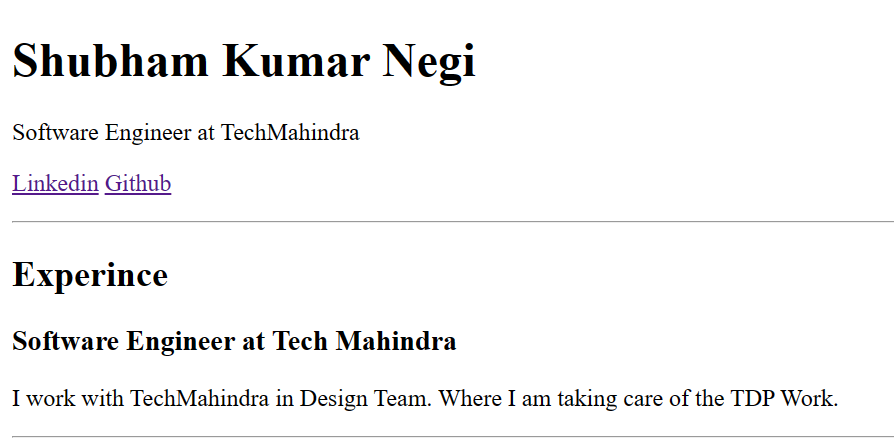 Shubham Kumar Negi
Software Engineer at TechMahindra
Linkedin Github
Experince
Software Engineer at Tech Mahindra
I work with TechMahindra in Design Team. Where I am taking care of the TDP Work.